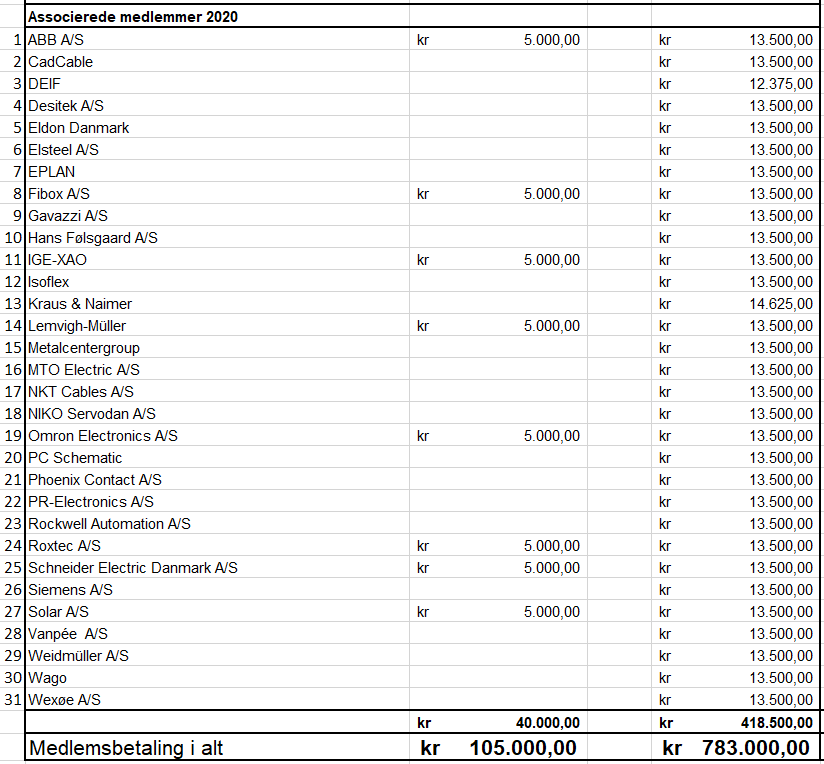 Associerede medlemmer 2020
1 ABB A/S kr 5.000,00 kr 13.500,00
2 CadCable kr 13.500,00
3 DEIF kr 12.375,00
4 Desitek A/S kr 13.500,00
5 Eldon Danmark kr 13.500,00
6 Elsteel A/S kr 13.500,00
7 EPLAN kr 13.500,00
8 Fibox A/S kr 5.000,00 kr 13.500,00
9 Gavazzi A/S kr 13.500,00
10 Hans Følsgaard A/S kr 13.500,00
11 IGE-XAO kr 5.000,00 kr 13.500,00
12 Isoflex kr 13.500,00
13 Kraus & Naimer kr 14.625,00
14 Lemvigh-Müller kr 5.000,00 kr 13.500,00
15 Metalcentergroup kr 13.500,00
16 MTO Electric A/S kr 13.500,00
17 NKT Cables A/S kr 13.500,00
18 NIKO Servodan A/S kr 13.500,00
19 Omron Electronics A/S kr 5.000,00 kr 13.500,00
20 PC Schematic kr 13.500,00
21 Phoenix Contact A/S kr 13.500,00
22 PR-Electronics A/S kr 13.500,00
23 Rockwell Automation A/S kr 13.500,00
24 Roxtec A/S kr 5.000,00 kr 13.500,00
25 Schneider Electric Danmark A/S kr 5.000,00 kr 13.500,00
26 Siemens A/S kr 13.500,00
27 Solar A/S kr 5.000,00 kr 13.500,00
28 Vanpée A/S kr 13.500,00
29 Weidmüller A/S kr 13.500,00
30 Wago kr 13.500,00
31 Wexøe A/S kr 13.500,00
kr 40.000,00 kr 418.500,00
Medlemsbetaling i alt kr 105.000,00 kr 783.000,00